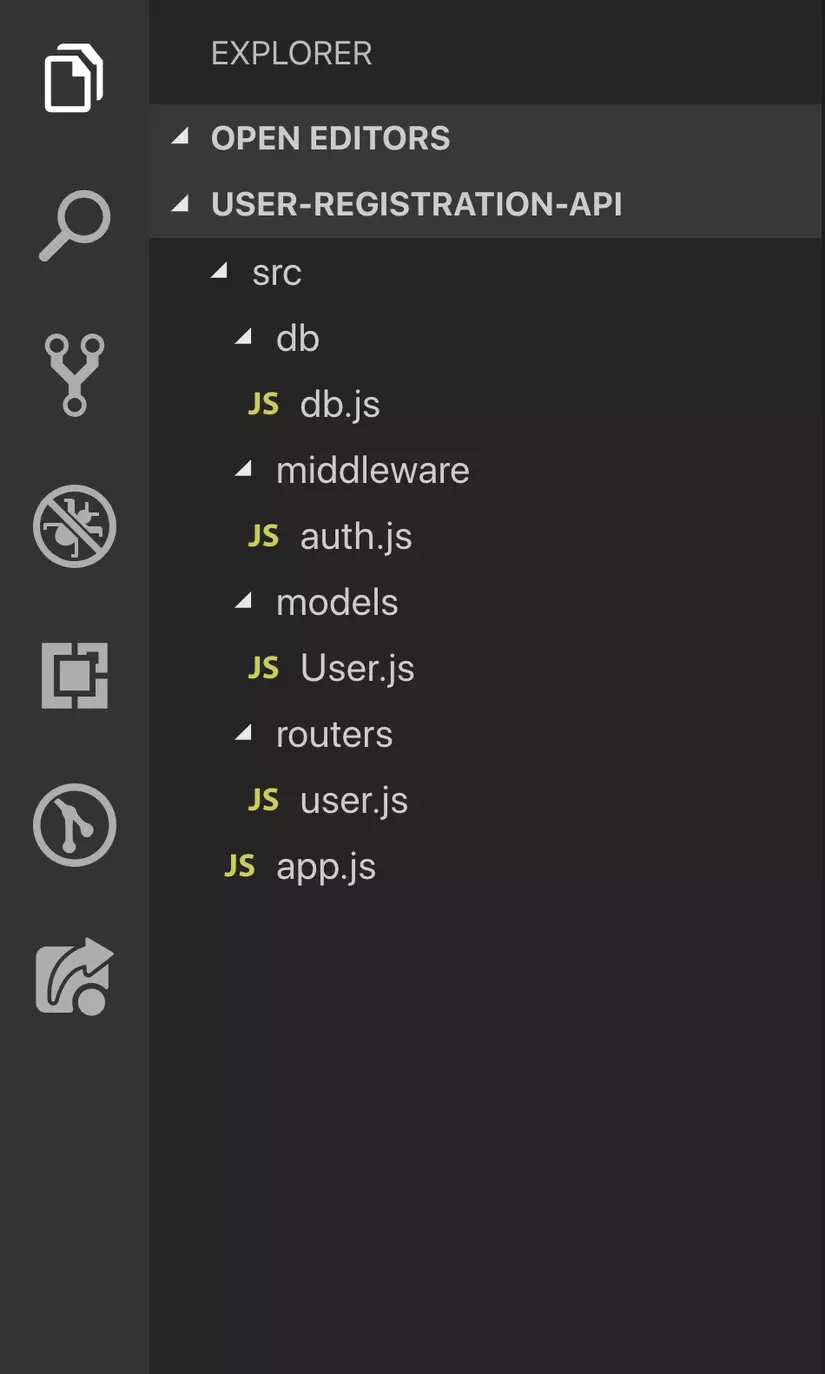 EXPLORER
OPEN EDITORS
USER-REGISTRATION-API
src
db
JS db.js
middleware
JS auth.js
models
JS User.js
routers
JS user.js
JS app.js